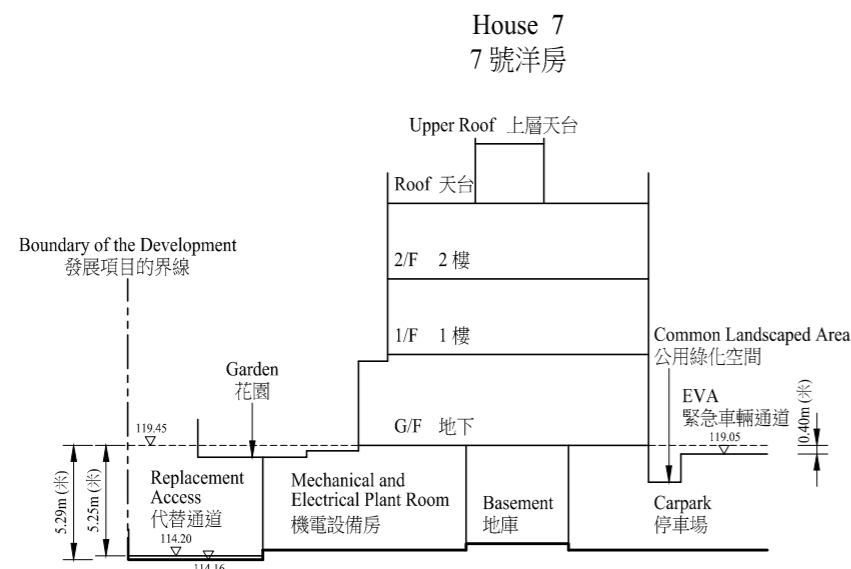 House 7
7 號洋房
Upper Roof 上層天台
Roof 天台
Boundary of the Development
發展項目的界線
2/F 2 樓
1/F 1 樓
Common Landscaped Area
公用綠化空間
Garden
花園
EVA
緊急車輛通道
G/F 地下
119.45
119.05
0.40m (米)
5.29m (米)
5.25m (米)
Replacement
Access
代替通道
Mechanical and
Electrical Plant Room
機電設備房
Basement
地庫
Carpark
停車場
114.20
114.16